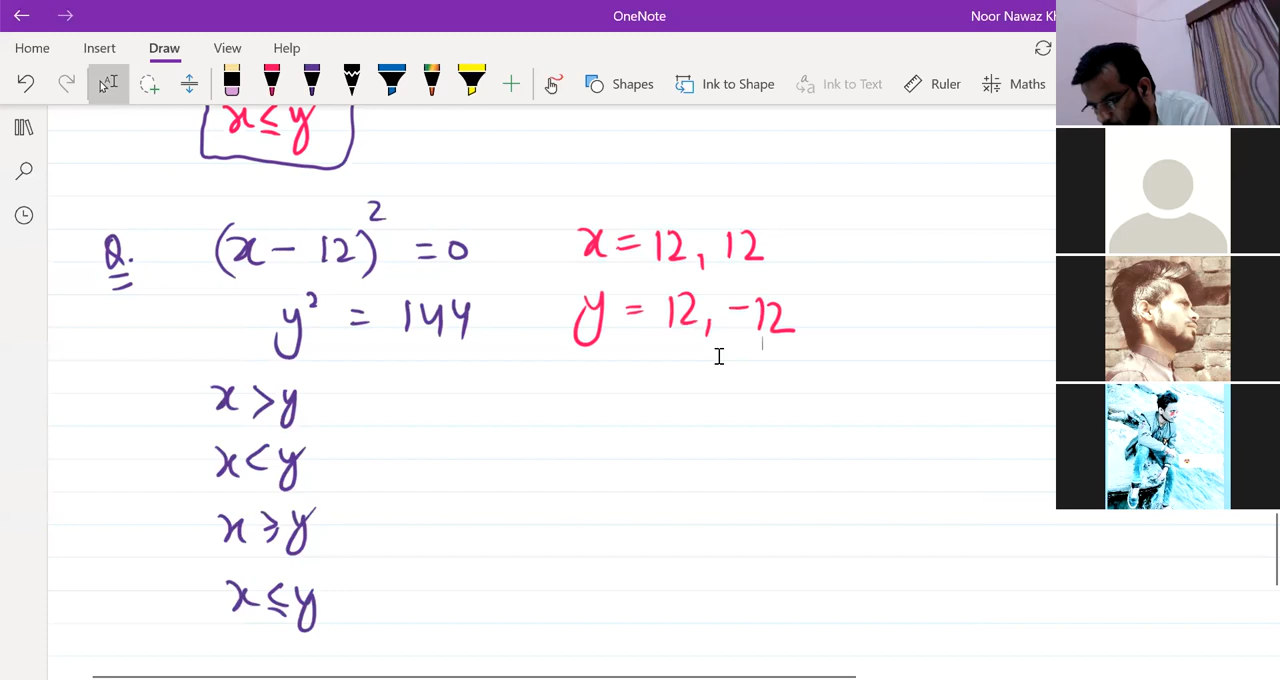 OneNote
Noor Nawaz Kh
Home Insert Draw View Help
Shapes Ink to Shape Ink to Text Ruler Maths
x ≤ y
Q. (x - 12)² = 0 x = 12, 12
y² = 144 y = 12, -12
x > y
x < y
x ≥ y
x ≤ y